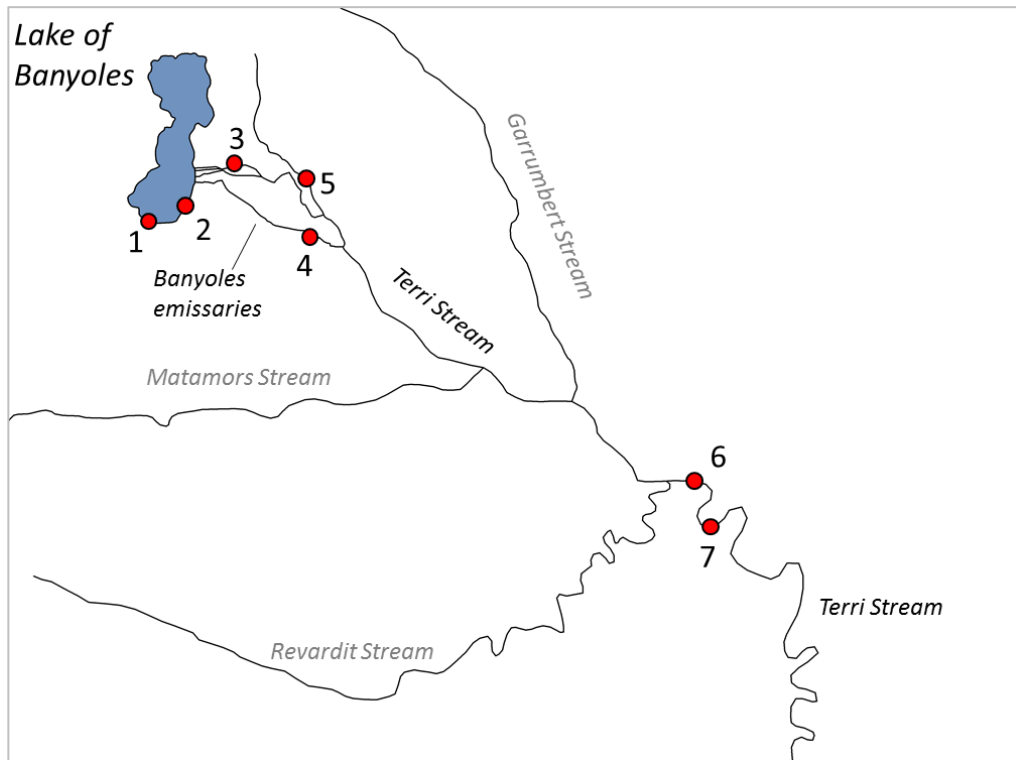 Lake of
Banyoles
Garrumbert Stream
3
5
1
2
4
Banyoles
emissaries
Terri Stream
Matamors Stream
6
7
Terri Stream
Revardit Stream